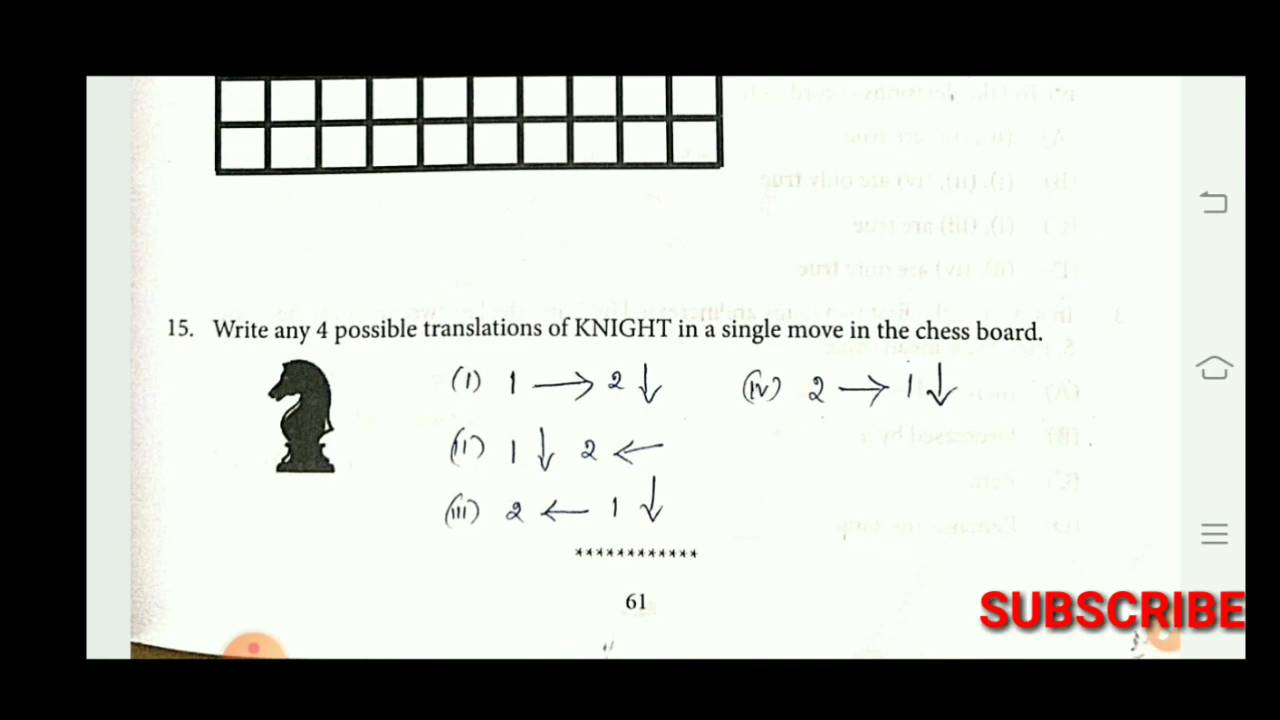 15. Write any 4 possible translations of KNIGHT in a single move in the chess board.
(i) 1 → 2 ↓ (iv) 2 → 1 ↓
(ii) 1 ↓ 2 ←
(iii) 2 ← 1 ↓
************
61
SUBSCRIBE